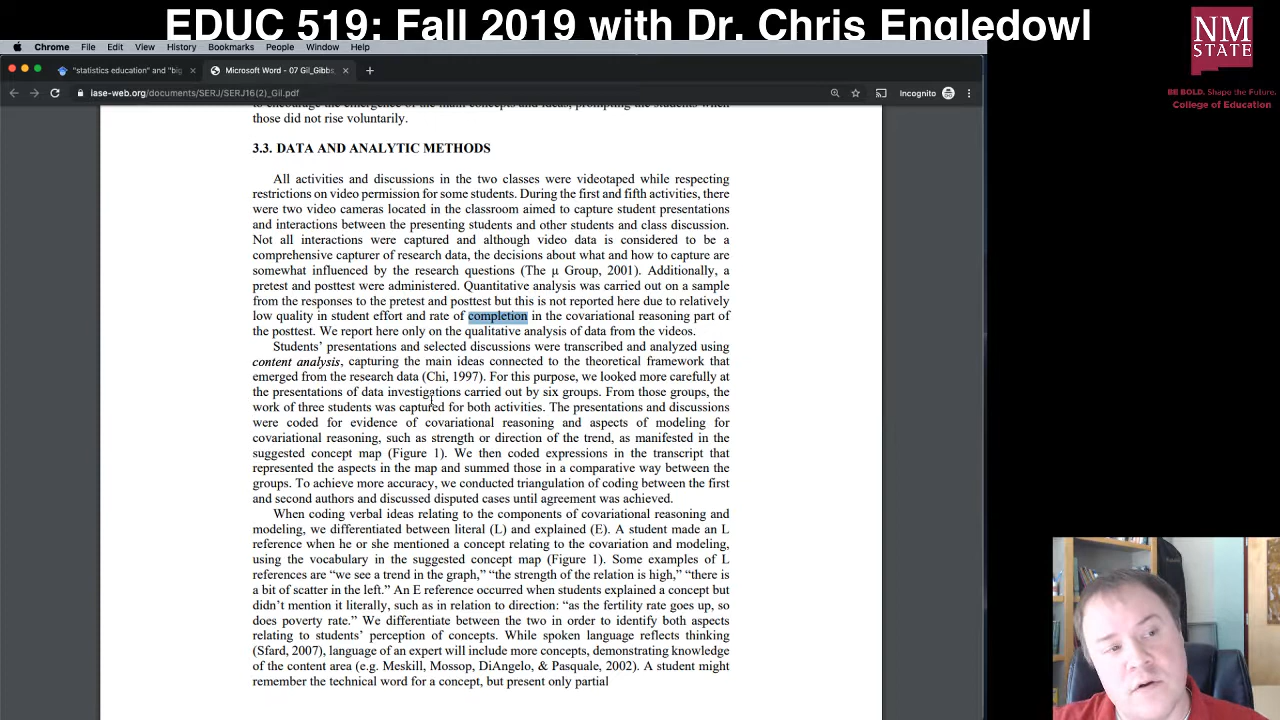 EDUC 519: Fall 2019 with Dr. Chris Engledowl
NM
STATE
BE BOLD. Shape the Future.
College of Education
Chrome File Edit View History Bookmarks People Window Help
"statistics education" and "big
Microsoft Word - 07 Gil_Gibbs
iase-web.org/documents/SERJ/SERJ16(2)_Gil.pdf
Incognito
to encourage the emergence of the main concepts and ideas, prompting the students when
those did not rise voluntarily.
3.3. DATA AND ANALYTIC METHODS
All activities and discussions in the two classes were videotaped while respecting
restrictions on video permission for some students. During the first and fifth activities, there
were two video cameras located in the classroom aimed to capture student presentations
and interactions between the presenting students and other students and class discussion.
Not all interactions were captured and although video data is considered to be a
comprehensive capturer of research data, the decisions about what and how to capture are
somewhat influenced by the research questions (The µ Group, 2001). Additionally, a
pretest and posttest were administered. Quantitative analysis was carried out on a sample
from the responses to the pretest and posttest but this is not reported here due to relatively
low quality in student effort and rate of completion in the covariational reasoning part of
the posttest. We report here only on the qualitative analysis of data from the videos.
Students’ presentations and selected discussions were transcribed and analyzed using
content analysis, capturing the main ideas connected to the theoretical framework that
emerged from the research data (Chi, 1997). For this purpose, we looked more carefully at
the presentations of data investigations carried out by six groups. From those groups, the
work of three students was captured for both activities. The presentations and discussions
were coded for evidence of covariational reasoning and aspects of modeling for
covariational reasoning, such as strength or direction of the trend, as manifested in the
suggested concept map (Figure 1). We then coded expressions in the transcript that
represented the aspects in the map and summed those in a comparative way between the
groups. To achieve more accuracy, we conducted triangulation of coding between the first
and second authors and discussed disputed cases until agreement was achieved.
When coding verbal ideas relating to the components of covariational reasoning and
modeling, we differentiated between literal (L) and explained (E). A student made an L
reference when he or she mentioned a concept relating to the covariation and modeling,
using the vocabulary in the suggested concept map (Figure 1). Some examples of L
references are “we see a trend in the graph,” “the strength of the relation is high,” “there is
a bit of scatter in the left.” An E reference occurred when students explained a concept but
didn’t mention it literally, such as in relation to direction: “as the fertility rate goes up, so
does poverty rate.” We differentiate between the two in order to identify both aspects
relating to students’ perception of concepts. While spoken language reflects thinking
(Sfard, 2007), language of an expert will include more concepts, demonstrating knowledge
of the content area (e.g. Meskill, Mossop, DiAngelo, & Pasquale, 2002). A student might
remember the technical word for a concept, but present only partial